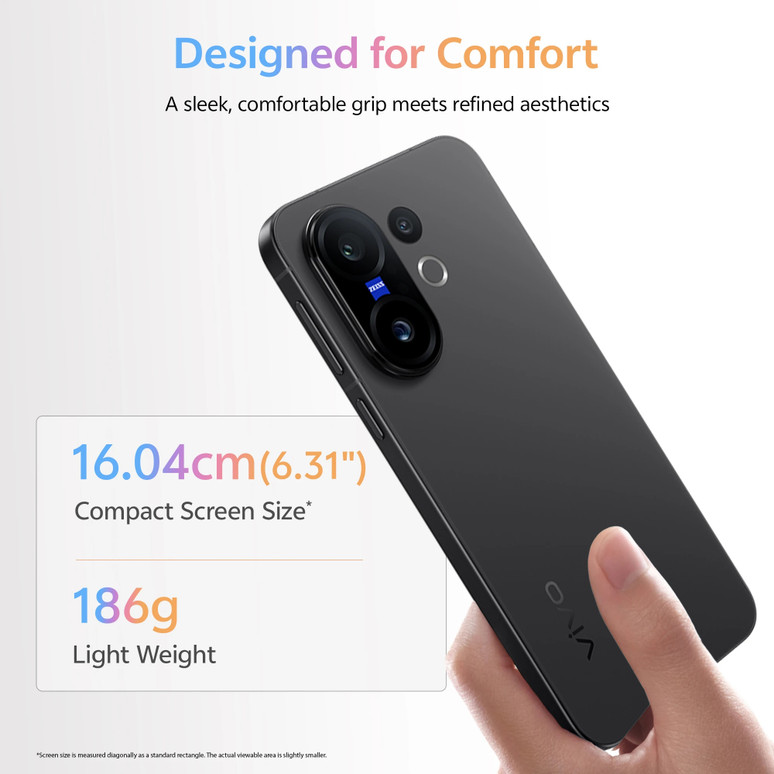 Designed for Comfort
A sleek, comfortable grip meets refined aesthetics
ZEISS
16.04cm(6.31")
Compact Screen Size*
186g
Light Weight
vivo
*Screen size is measured diagonally as a standard rectangle. The actual viewable area is slightly smaller.